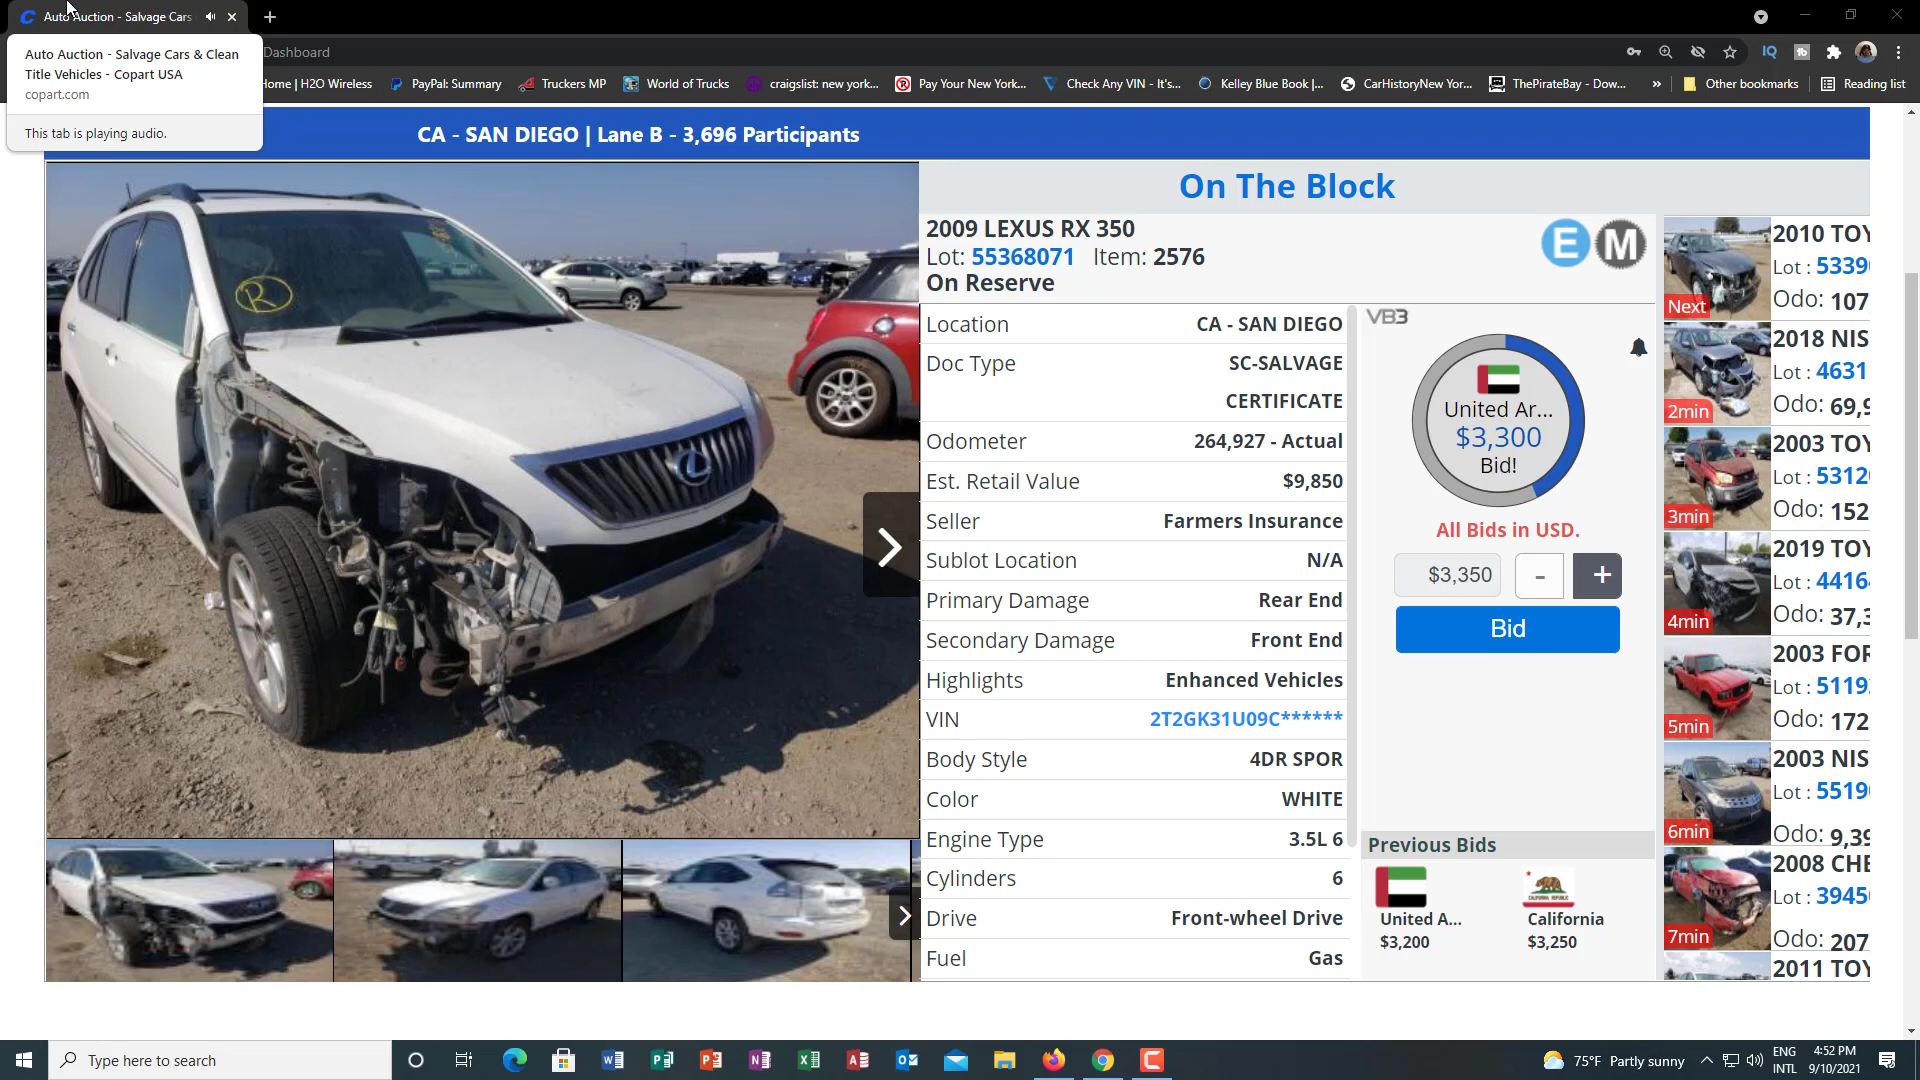 Auto Auction - Salvage Cars
Auto Auction - Salvage Cars & Clean
Title Vehicles - Copart USA
copart.com
This tab is playing audio.
Dashboard
Home | H2O Wireless
PayPal: Summary
Truckers MP
World of Trucks
craigslist: new york...
Pay Your New York...
Check Any VIN - It's...
Kelley Blue Book |...
CarHistoryNew Yor...
ThePirateBay - Dow...
»
Other bookmarks
Reading list
CA - SAN DIEGO | Lane B - 3,696 Participants
On The Block
2009 LEXUS RX 350
Lot: 55368071 Item: 2576
On Reserve
E M
R
Location CA - SAN DIEGO
Doc Type SC-SALVAGE
CERTIFICATE
Odometer 264,927 - Actual
Est. Retail Value $9,850
Seller Farmers Insurance
Sublot Location N/A
Primary Damage Rear End
Secondary Damage Front End
Highlights Enhanced Vehicles
VIN 2T2GK31U09C******
Body Style 4DR SPOR
Color WHITE
Engine Type 3.5L 6
Cylinders 6
Drive Front-wheel Drive
Fuel Gas
VB3
United Ar...
$3,300
Bid!
All Bids in USD.
$3,350 - +
Bid
Previous Bids
United A...
$3,200
California
$3,250
2010 TOY
Lot : 5339
Odo: 107
Next
2018 NIS
Lot : 4631
Odo: 69,9
2min
2003 TOY
Lot : 5312
Odo: 152
3min
2019 TOY
Lot : 4416
Odo: 37,3
4min
2003 FOR
Lot : 5119
Odo: 172
5min
2003 NIS
Lot : 5519
Odo: 9,39
6min
2008 CHE
Lot : 3945
Odo: 207
7min
2011 TOY
Type here to search
75°F Partly sunny
ENG
INTL
4:52 PM
9/10/2021